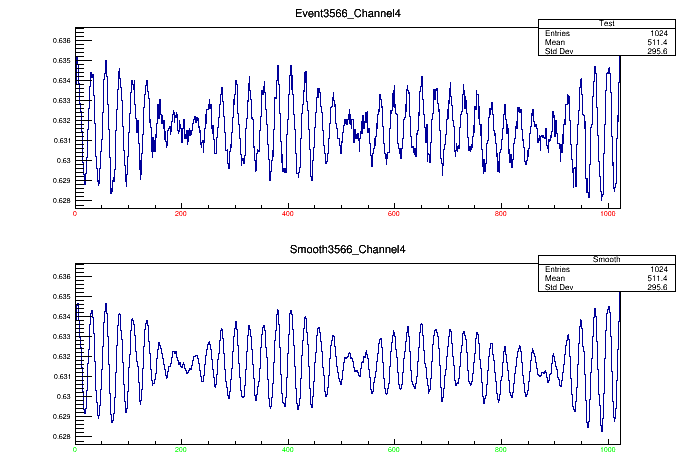 Event3566_Channel4
Test
Entries 1024
Mean 511.4
Std Dev 295.6
0.636
0.635
0.634
0.633
0.632
0.631
0.63
0.629
0.628
0 200 400 600 800 1000
Smooth3566_Channel4
Smooth
Entries 1024
Mean 511.4
Std Dev 295.6
0.636
0.635
0.634
0.633
0.632
0.631
0.63
0.629
0.628
0 200 400 600 800 1000